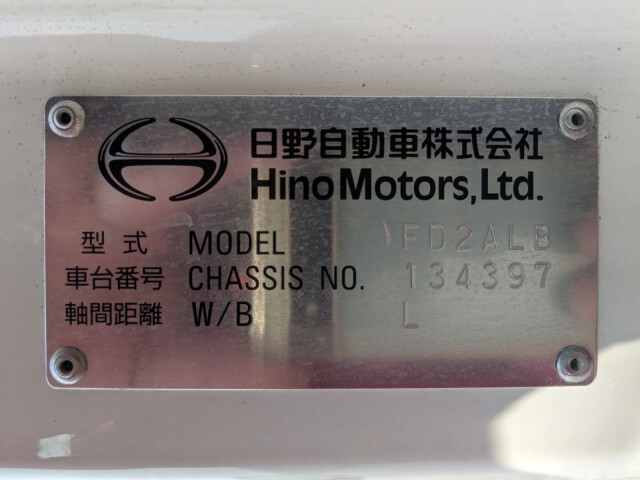 日野自動車株式会社
Hino Motors, Ltd.
型式 MODEL FD2ALB
車台番号 CHASSIS NO. 134397
軸間距離 W/B L